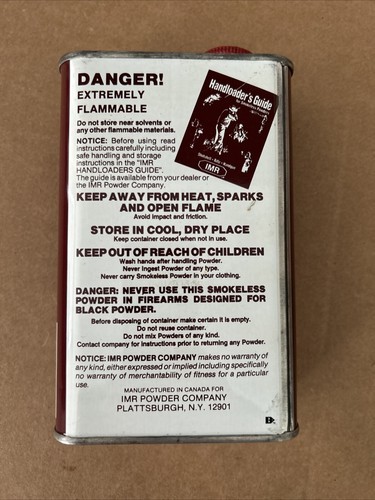 DANGER!
EXTREMELY
FLAMMABLE
Do not store near solvents or
any other flammable materials.
NOTICE: Before using read
instructions carefully including
safe handling and storage
instructions in the "IMR
HANDLOADERS GUIDE".
The guide is available from your dealer or
the IMR Powder Company.
Handloader's Guide
IMR
KEEP AWAY FROM HEAT, SPARKS
AND OPEN FLAME
Avoid impact and friction.
STORE IN COOL, DRY PLACE
Keep container closed when not in use.
KEEP OUT OF REACH OF CHILDREN
Wash hands after handling Powder.
Never Ingest Powder of any type.
Never carry Smokeless Powder in your clothing.
DANGER: NEVER USE THIS SMOKELESS
POWDER IN FIREARMS DESIGNED FOR
BLACK POWDER.
Before disposing of container make certain it is empty.
Do not reuse container.
Do not mix Powders of any kind.
Contact company for instructions prior to returning any Powder.
NOTICE: IMR POWDER COMPANY makes no warranty of
any kind, either expressed or implied including specifically
no warranty of merchantability of fitness for a particular
use.
MANUFACTURED IN CANADA FOR
IMR POWDER COMPANY
PLATTSBURGH, N.Y. 12901